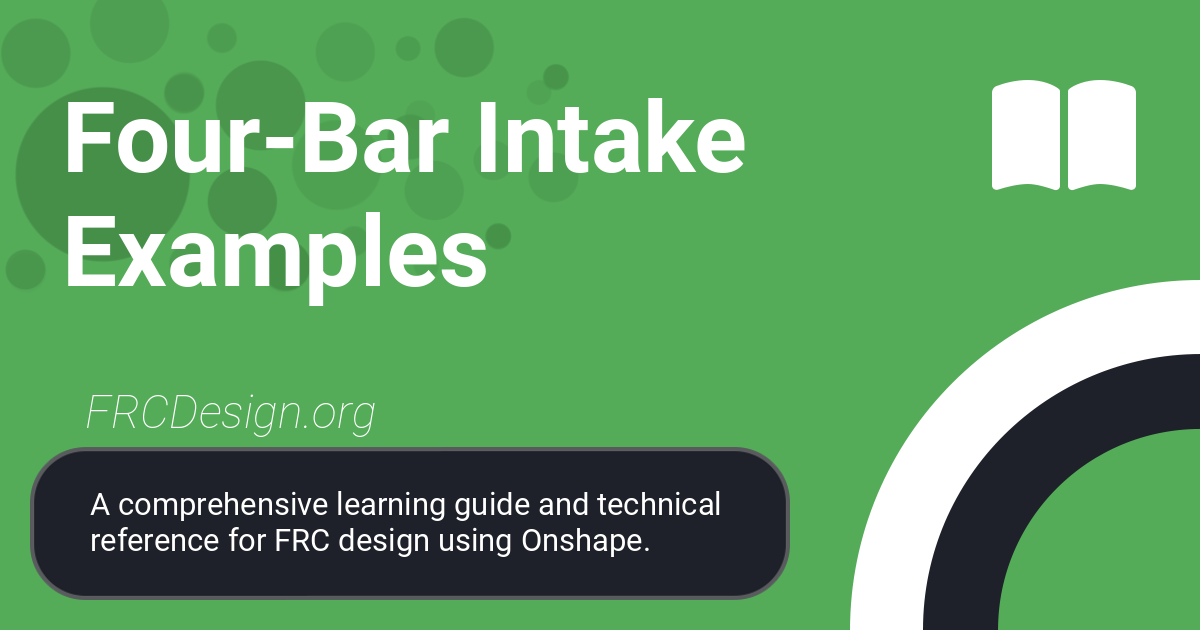 Four-Bar Intake
Examples
FRCDesign.org
A comprehensive learning guide and technical
reference for FRC design using Onshape.